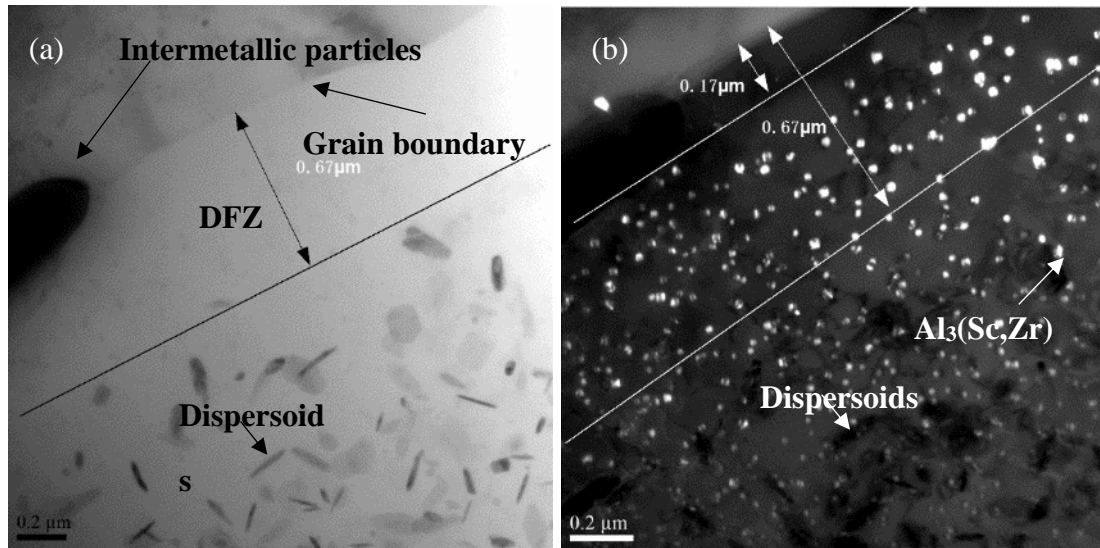 (a)
Intermetallic particles
Grain boundary
0.67µm
DFZ
Dispersoid
s
0.2 µm
(b)
0.17µm
0.67µm
Al₃(Sc,Zr)
Dispersoids
0.2 µm